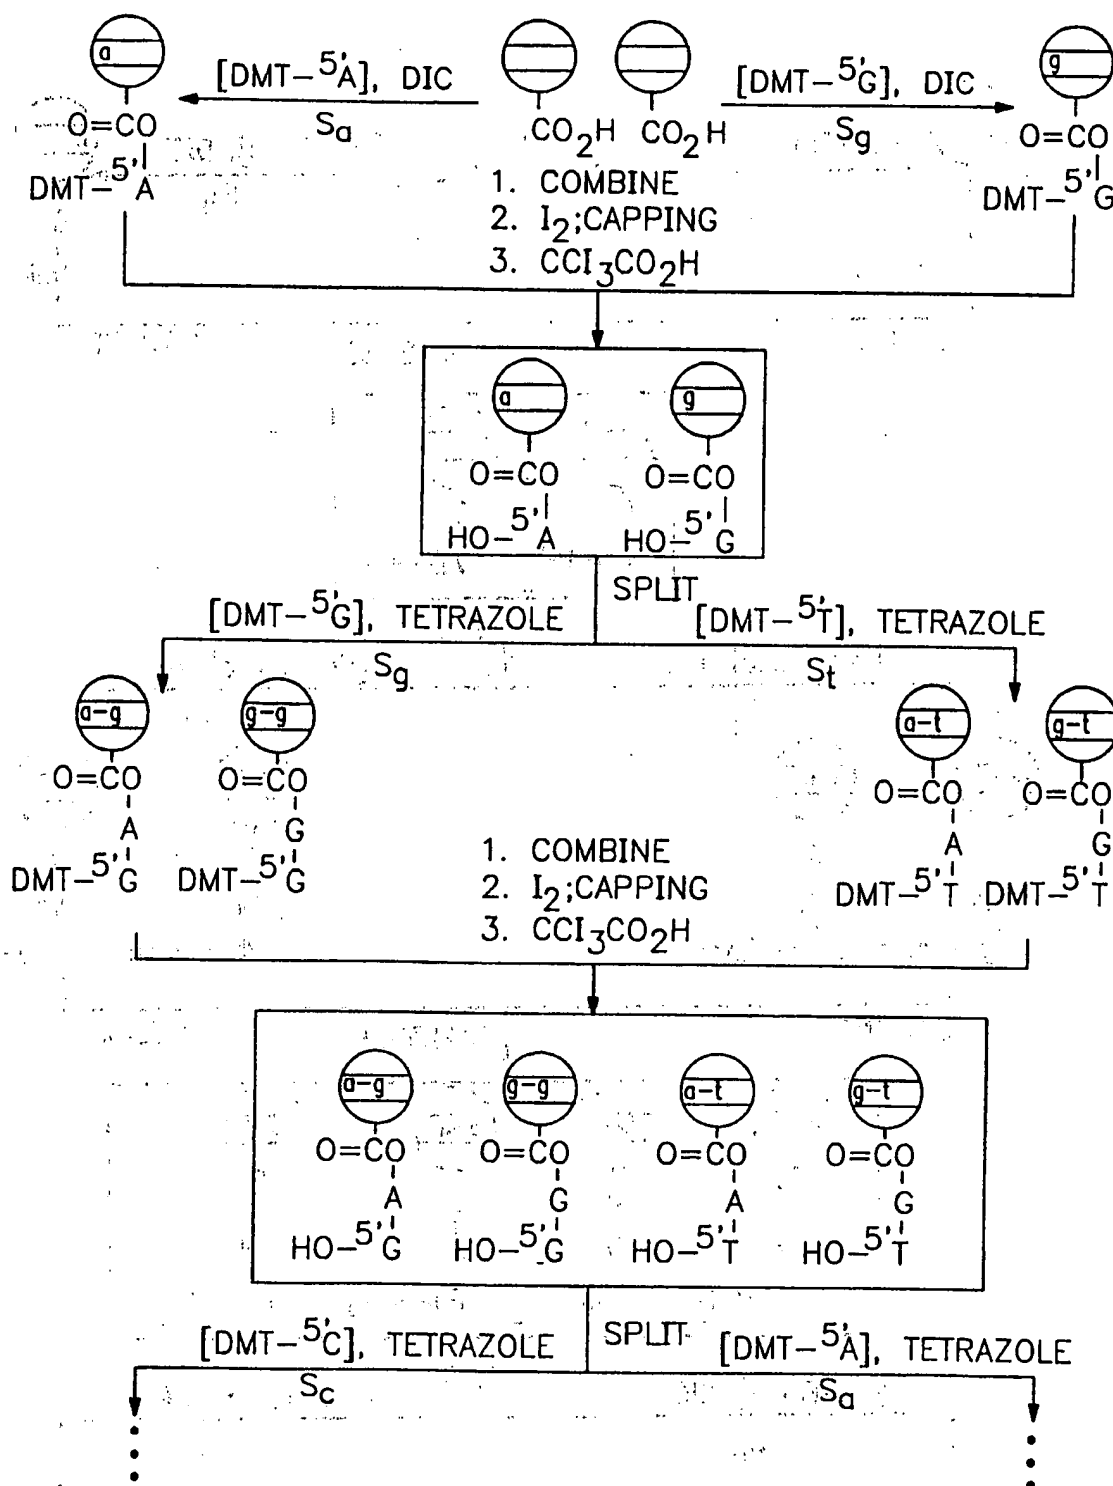 a
g
[DMT-5'A], DIC
[DMT-5'G], DIC
Sa
Sg
O=CO
CO2H CO2H
O=CO
DMT-5'A
DMT-5'G
1. COMBINE
2. I2;CAPPING
3. CCI3CO2H
a g
O=CO O=CO
HO-5'A HO-5'G
SPLIT
[DMT-5'G], TETRAZOLE [DMT-5'T], TETRAZOLE
Sg St
a-g g-g a-t g-t
O=CO O=CO O=CO O=CO
A G A G
DMT-5'G DMT-5'G DMT-5'T DMT-5'T
1. COMBINE
2. I2;CAPPING
3. CCI3CO2H
a-g g-g a-t g-t
O=CO O=CO O=CO O=CO
A G A G
HO-5'G HO-5'G HO-5'T HO-5'T
[DMT-5'C], TETRAZOLE SPLIT [DMT-5'A], TETRAZOLE
Sc Sa